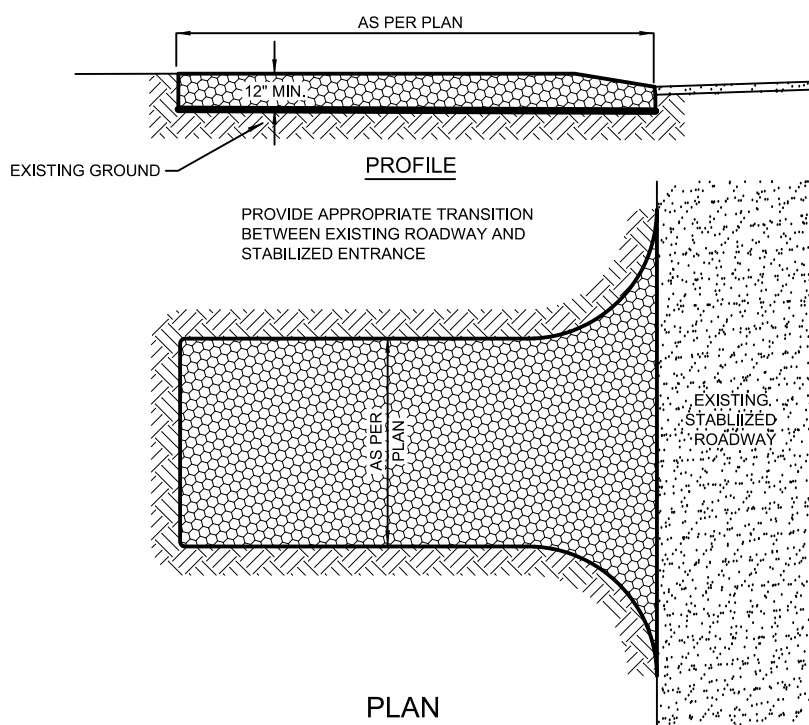 AS PER PLAN
12" MIN.
EXISTING GROUND
PROFILE
PROVIDE APPROPRIATE TRANSITION
BETWEEN EXISTING ROADWAY AND
STABILIZED ENTRANCE
AS PER
PLAN
EXISTING
STABLIIZED
ROADWAY
PLAN